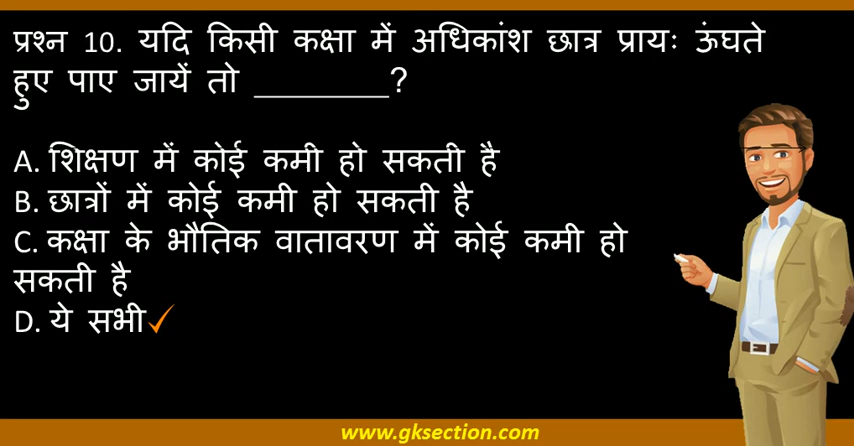 प्रश्न 10. यदि किसी कक्षा में अधिकांश छात्र प्रायः ऊंघते
हुए पाए जायें तो ________?
A. शिक्षण में कोई कमी हो सकती है
B. छात्रों में कोई कमी हो सकती है
C. कक्षा के भौतिक वातावरण में कोई कमी हो
सकती है
D. ये सभी✓
www.gksection.com